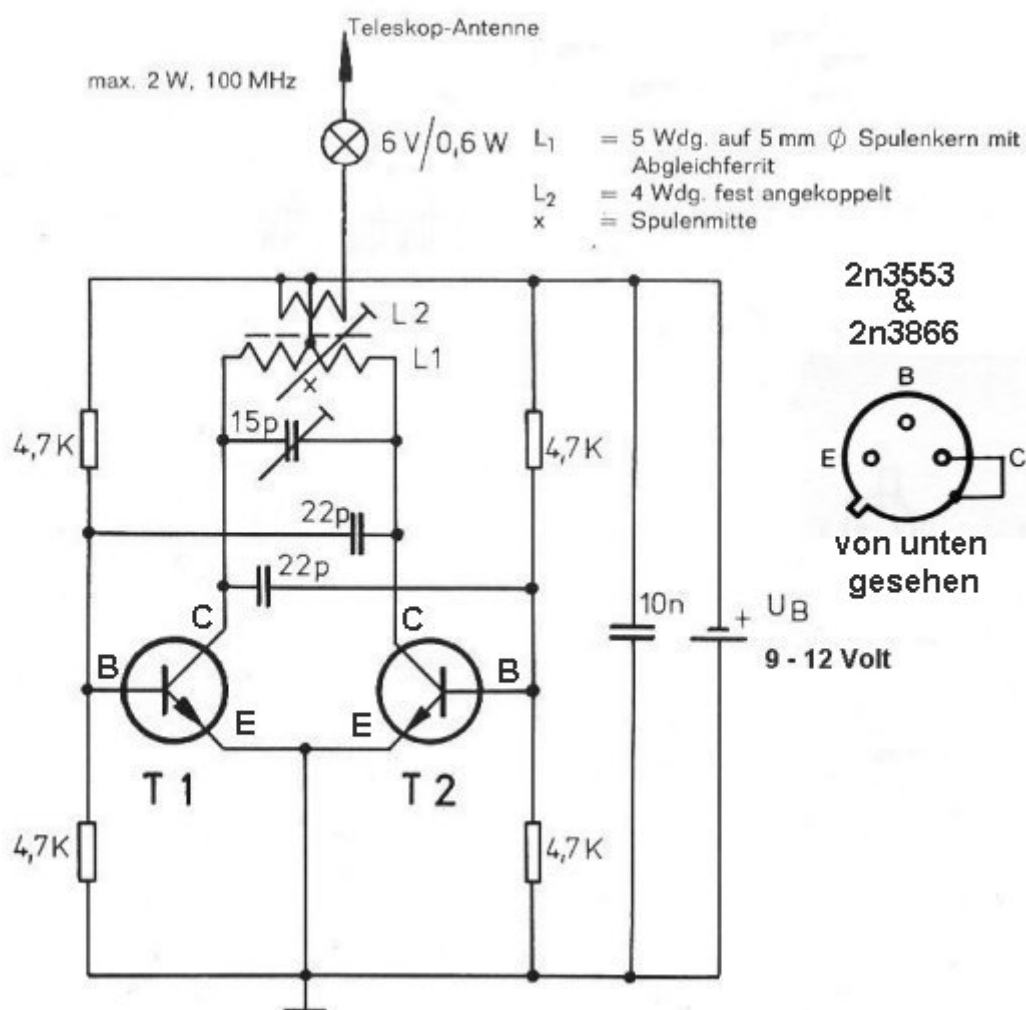 Teleskop-Antenne
max. 2 W, 100 MHz
6 V/0,6 W
L1 = 5 Wdg. auf 5 mm ϕ Spulenkern mit
Abgleichferrit
L2 = 4 Wdg. fest angekoppelt
x = Spulenmitte
2n3553
&
2n3866
B
E
C
von unten
gesehen
L2
L1
x
15p
4,7K
4,7K
22p
22p
C
C
B
B
E
E
T 1
T 2
10n
+ UB
9 - 12 Volt
4,7K
4,7K